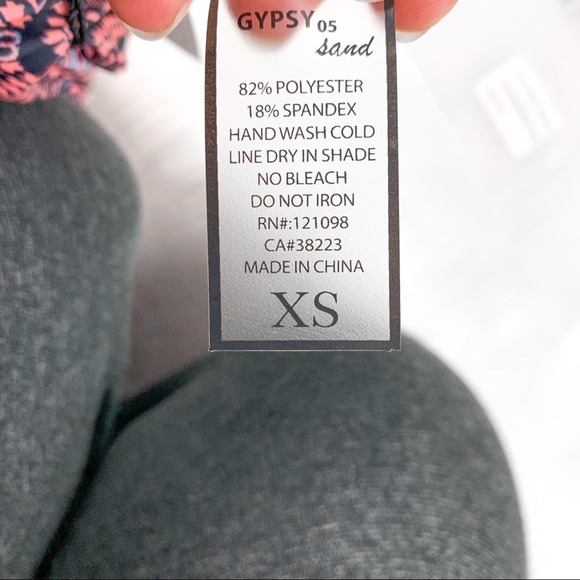 GYPSY 05
sand
82% POLYESTER
18% SPANDEX
HAND WASH COLD
LINE DRY IN SHADE
NO BLEACH
DO NOT IRON
RN#:121098
CA#38223
MADE IN CHINA
XS